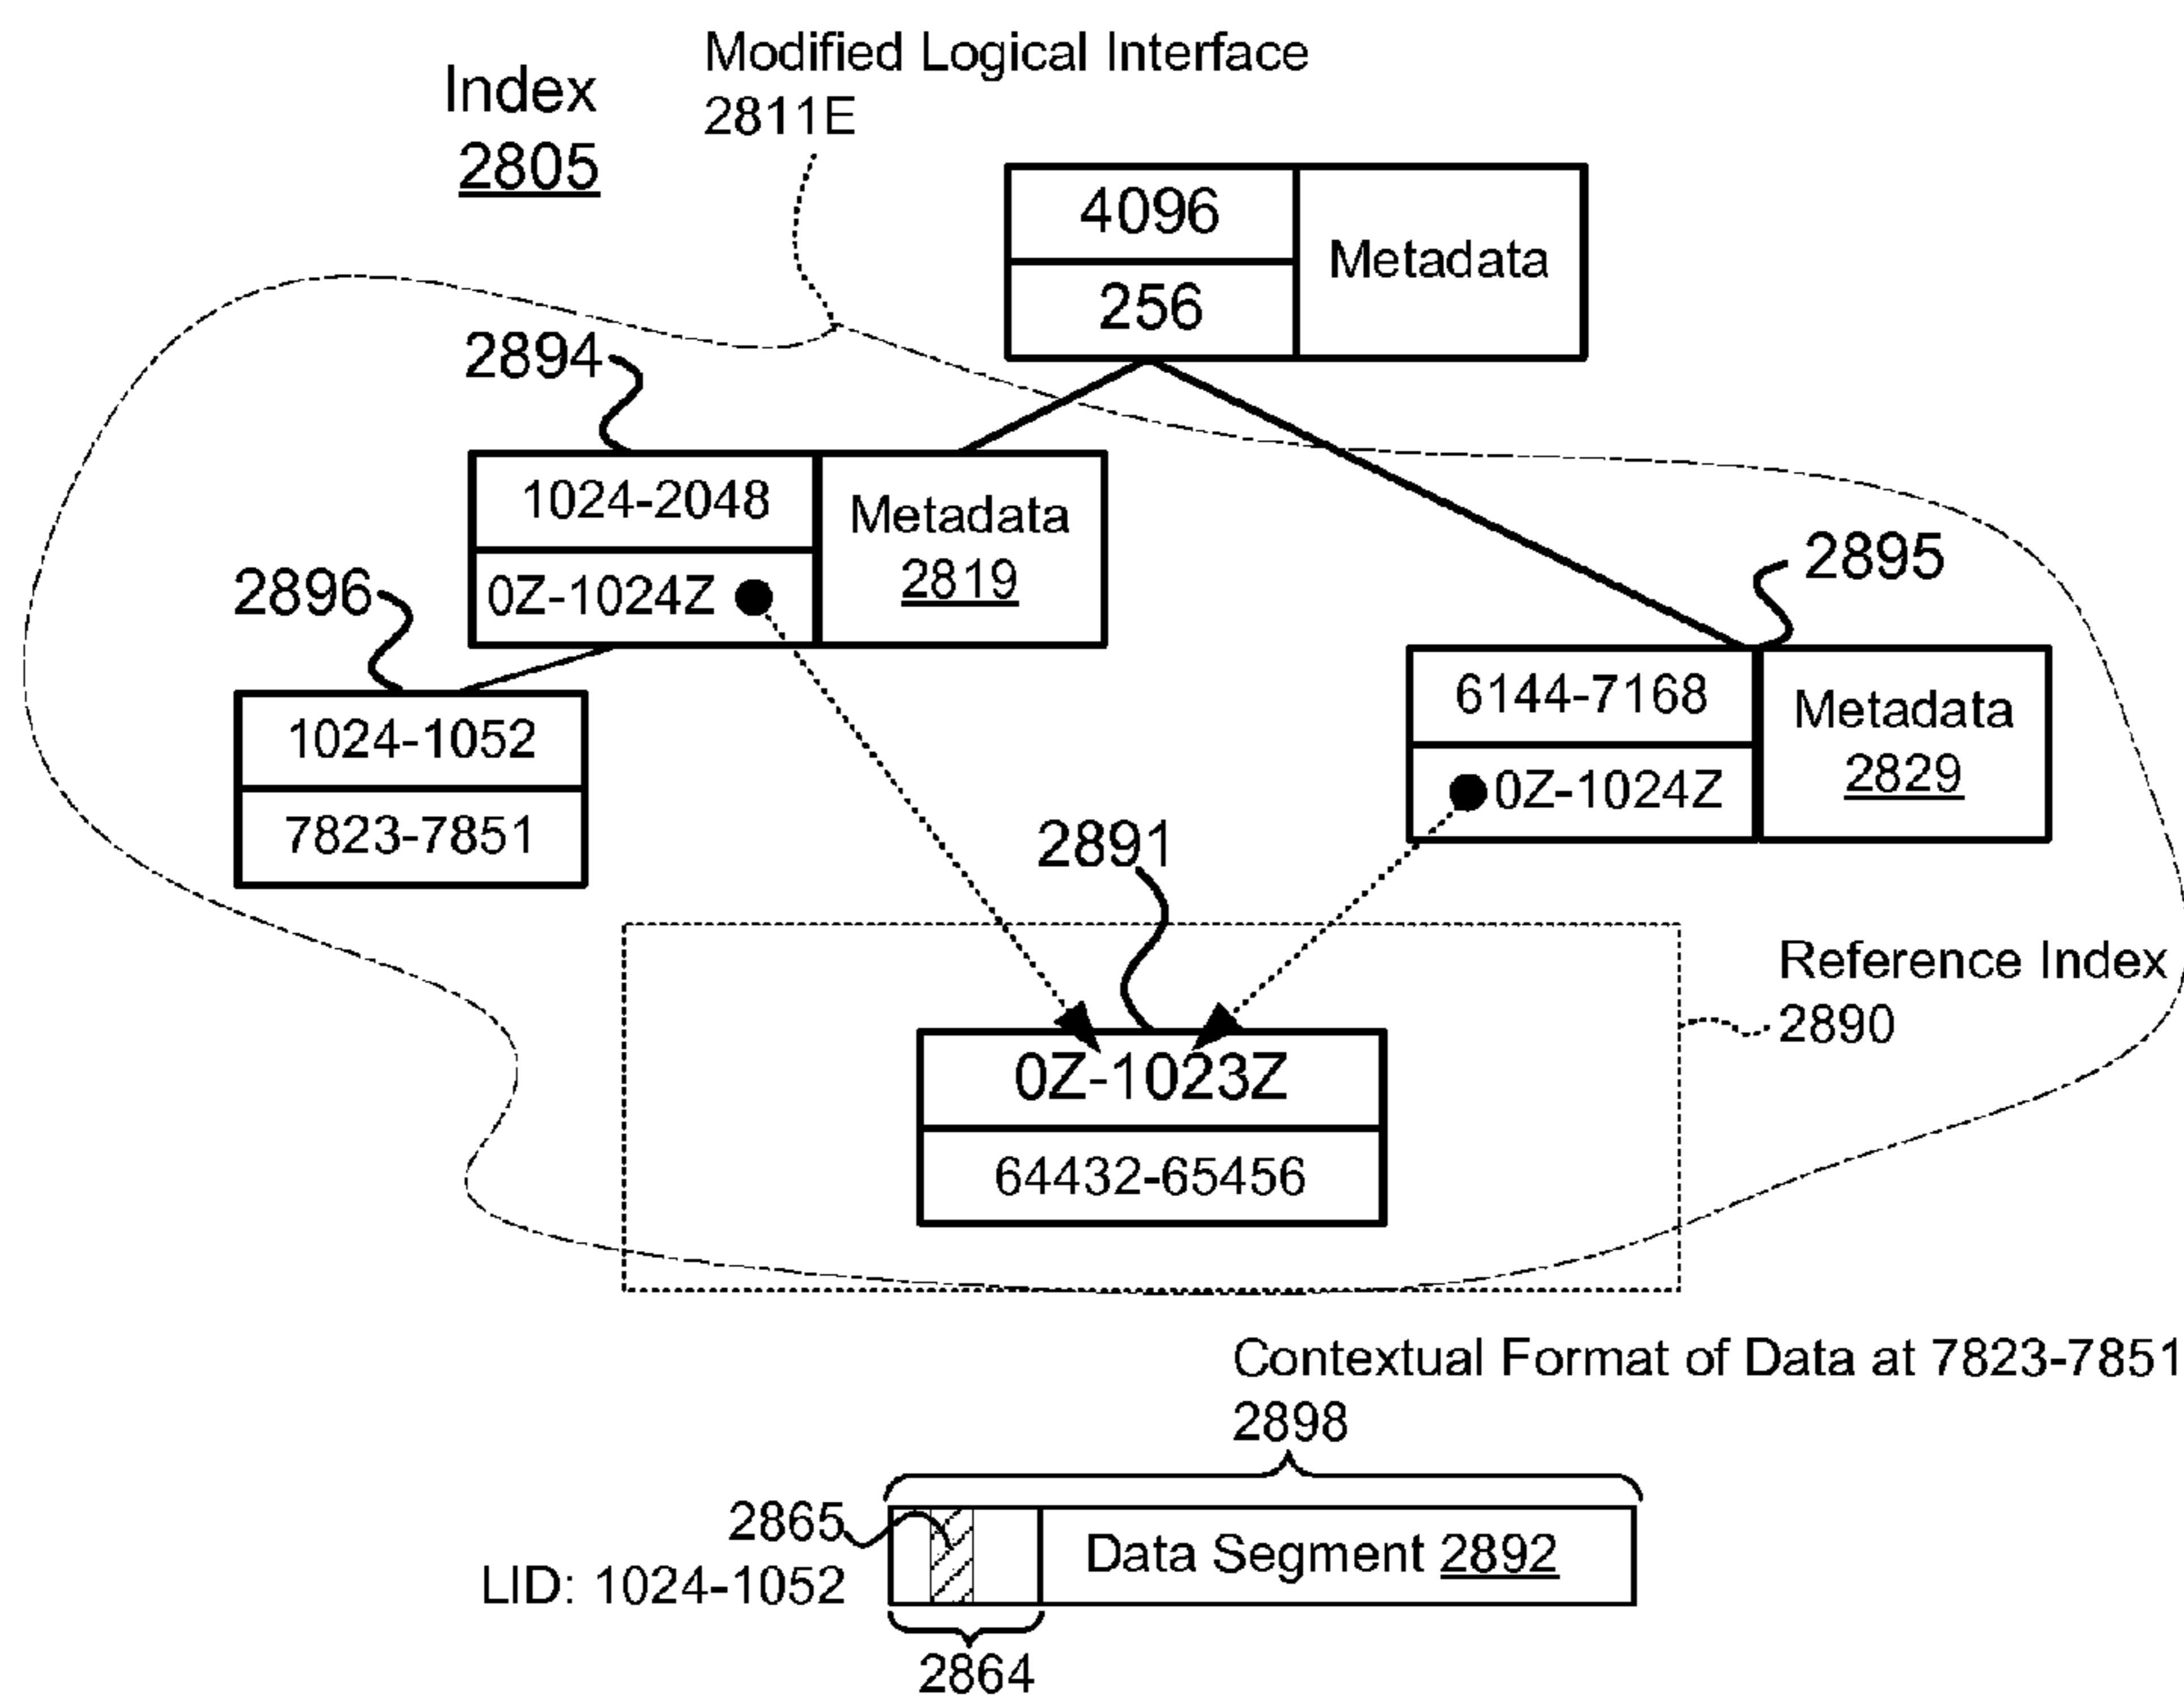 Index
2805
Modified Logical Interface
2811E
4096
256
Metadata
2894
1024-2048
0Z-1024Z
Metadata
2819
2896
1024-1052
7823-7851
2895
6144-7168
0Z-1024Z
Metadata
2829
2891
0Z-1023Z
64432-65456
Reference Index
2890
Contextual Format of Data at 7823-7851
2898
2865
LID: 1024-1052
Data Segment 2892
2864